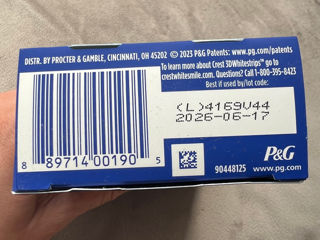 DISTR. BY PROCTER & GAMBLE, CINCINNATI, OH 45202 © 2023 P&G Patents: www.pg.com/patents
To learn more about Crest 3DWhitestrips™ go to
crestwhitesmile.com. Questions? Call 1-800-395-8423
Best if used by/lot code:
(L)4169V44
2026-06-17
8 89714 00190 5
P&G
90448125 www.pg.com